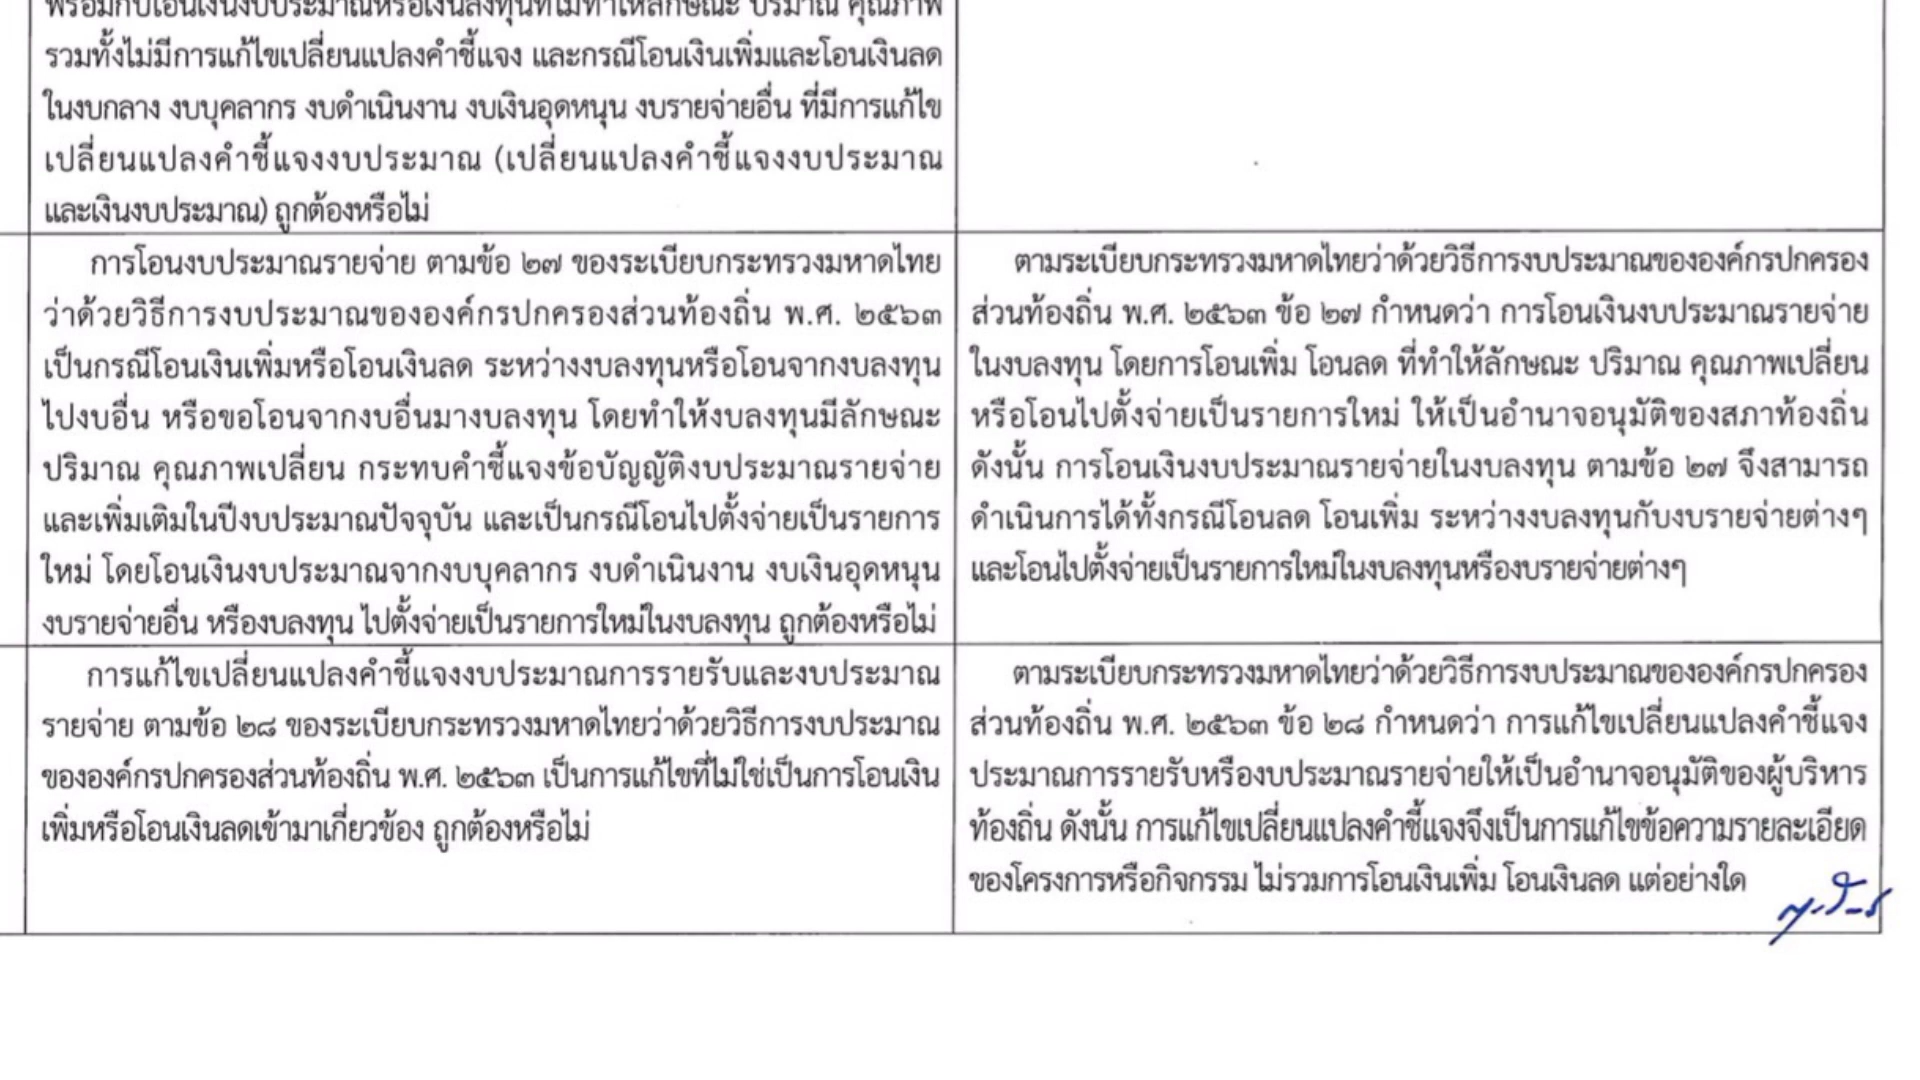 พร้อมกับโอนเงินงบประมาณหรือเงินลงทุนที่ไม่ทำให้ลักษณะ ปริมาณ คุณภาพ
รวมทั้งไม่มีการแก้ไขเปลี่ยนแปลงคำชี้แจง และกรณีโอนเงินเพิ่มและโอนเงินลด
ในงบกลาง งบบุคลากร งบดำเนินงาน งบเงินอุดหนุน งบรายจ่ายอื่น ที่มีการแก้ไข
เปลี่ยนแปลงคำชี้แจงงบประมาณ (เปลี่ยนแปลงคำชี้แจงงบประมาณ
และเงินงบประมาณ) ถูกต้องหรือไม่
การโอนงบประมาณรายจ่าย ตามข้อ ๒๗ ของระเบียบกระทรวงมหาดไทย
ว่าด้วยวิธีการงบประมาณขององค์กรปกครองส่วนท้องถิ่น พ.ศ. ๒๕๖๓
เป็นกรณีโอนเงินเพิ่มหรือโอนเงินลด ระหว่างงบลงทุนหรือโอนจากงบลงทุน
ไปงบอื่น หรือขอโอนจากงบอื่นมางบลงทุน โดยทำให้งบลงทุนมีลักษณะ
ปริมาณ คุณภาพเปลี่ยน กระทบคำชี้แจงข้อบัญญัติงบประมาณรายจ่าย
และเพิ่มเติมในปีงบประมาณปัจจุบัน และเป็นกรณีโอนไปตั้งจ่ายเป็นรายการ
ใหม่ โดยโอนเงินงบประมาณจากงบบุคลากร งบดำเนินงาน งบเงินอุดหนุน
งบรายจ่ายอื่น หรืองบลงทุน ไปตั้งจ่ายเป็นรายการใหม่ในงบลงทุน ถูกต้องหรือไม่
ตามระเบียบกระทรวงมหาดไทยว่าด้วยวิธีการงบประมาณขององค์กรปกครอง
ส่วนท้องถิ่น พ.ศ. ๒๕๖๓ ข้อ ๒๗ กำหนดว่า การโอนเงินงบประมาณรายจ่าย
ในงบลงทุน โดยการโอนเพิ่ม โอนลด ที่ทำให้ลักษณะ ปริมาณ คุณภาพเปลี่ยน
หรือโอนไปตั้งจ่ายเป็นรายการใหม่ ให้เป็นอำนาจอนุมัติของสภาท้องถิ่น
ดังนั้น การโอนเงินงบประมาณรายจ่ายในงบลงทุน ตามข้อ ๒๗ จึงสามารถ
ดำเนินการได้ทั้งกรณีโอนลด โอนเพิ่ม ระหว่างงบลงทุนกับงบรายจ่ายต่างๆ
และโอนไปตั้งจ่ายเป็นรายการใหม่ในงบลงทุนหรืองบรายจ่ายต่างๆ
การแก้ไขเปลี่ยนแปลงคำชี้แจงงบประมาณการรายรับและงบประมาณ
รายจ่าย ตามข้อ ๒๘ ของระเบียบกระทรวงมหาดไทยว่าด้วยวิธีการงบประมาณ
ขององค์กรปกครองส่วนท้องถิ่น พ.ศ. ๒๕๖๓ เป็นการแก้ไขที่ไม่ใช่เป็นการโอนเงิน
เพิ่มหรือโอนเงินลดเข้ามาเกี่ยวข้อง ถูกต้องหรือไม่
ตามระเบียบกระทรวงมหาดไทยว่าด้วยวิธีการงบประมาณขององค์กรปกครอง
ส่วนท้องถิ่น พ.ศ. ๒๕๖๓ ข้อ ๒๘ กำหนดว่า การแก้ไขเปลี่ยนแปลงคำชี้แจง
ประมาณการรายรับหรืองบประมาณรายจ่ายให้เป็นอำนาจอนุมัติของผู้บริหาร
ท้องถิ่น ดังนั้น การแก้ไขเปลี่ยนแปลงคำชี้แจงจึงเป็นการแก้ไขข้อความรายละเอียด
ของโครงการหรือกิจกรรม ไม่รวมการโอนเงินเพิ่ม โอนเงินลด แต่อย่างใด